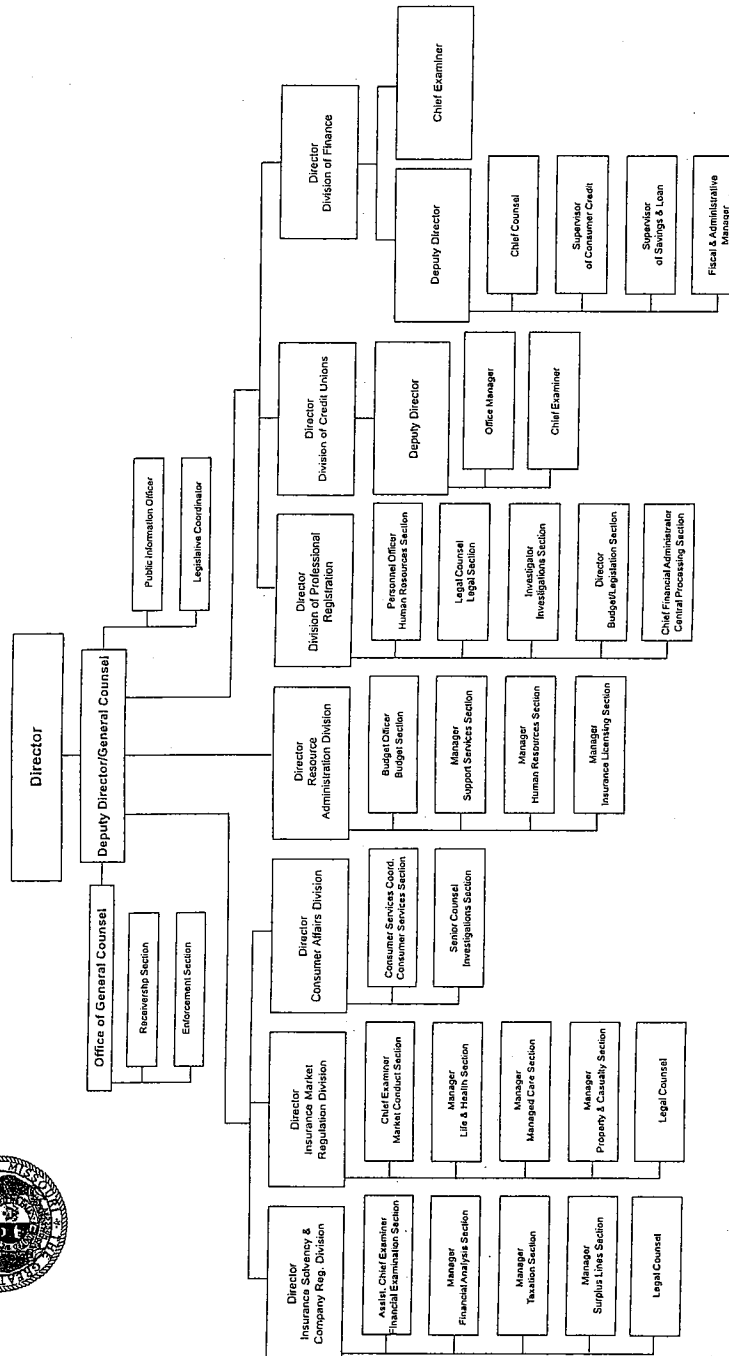 MISSOURI
THE GREAT
Director
Deputy Director/General Counsel
Office of General Counsel
Receivership Section
Enforcement Section
Public Information Officer
Legislative Coordinator
Director
Insurance Solvency &
Company Reg. Division
Assist. Chief Examiner
Financial Examination Section
Manager
Financial Analysis Section
Manager
Taxation Section
Manager
Surplus Lines Section
Legal Counsel
Director
Insurance Market
Regulation Division
Chief Examiner
Market Conduct Section
Manager
Life & Health Section
Manager
Managed Care Section
Manager
Property & Casualty Section
Legal Counsel
Director
Consumer Affairs Division
Consumer Services Coord.
Consumer Services Section
Senior Counsel
Investigations Section
Director
Resource
Administration Division
Budget Officer
Budget Section
Manager
Support Services Section
Manager
Human Resources Section
Manager
Insurance Licensing Section
Director
Division of Professional
Registration
Personnel Officer
Human Resources Section
Legal Counsel
Legal Section
Investigator
Investigations Section
Director
Budget/Legislation Section
Chief Financial Administrator
Central Processing Section
Director
Division of Credit Unions
Deputy Director
Office Manager
Chief Examiner
Director
Division of Finance
Deputy Director
Chief Counsel
Supervisor
of Consumer Credit
Supervisor
of Savings & Loan
Fiscal & Administrative
Manager
Chief Examiner